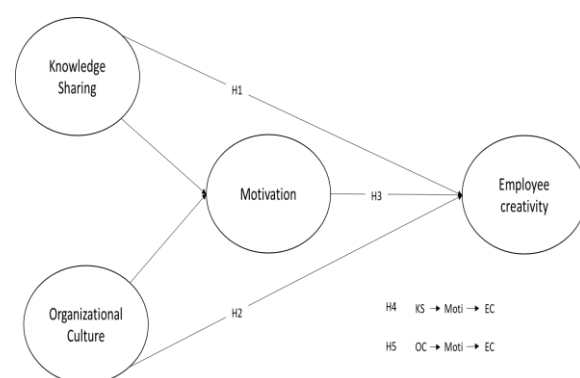 Knowledge
Sharing
H1
Motivation
H3
Employee
creativity
Organizational
Culture
H2
H4 KS → Moti → EC
H5 OC → Moti → EC